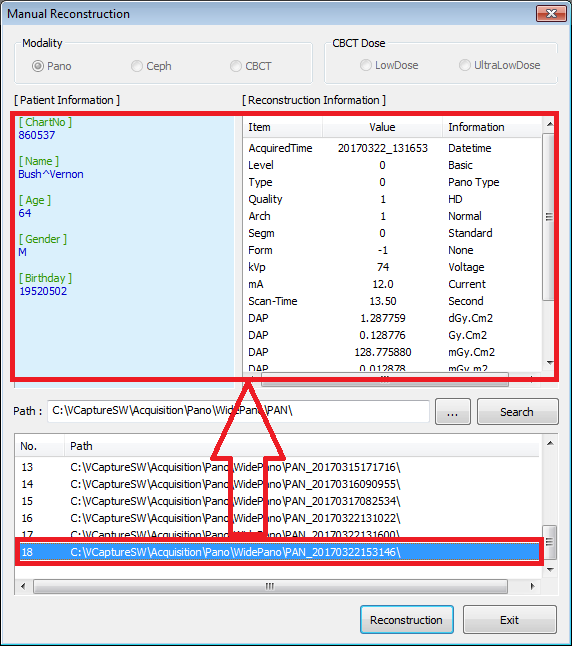 Manual Reconstruction
Modality
Pano Ceph CBCT
CBCT Dose
LowDose UltraLowDose
[ Patient Information ]
[ ChartNo ]
860537
[ Name ]
Bush^Vernon
[ Age ]
64
[ Gender ]
M
[ Birthday ]
19520502
[ Reconstruction Information ]
Item Value Information
AcquiredTime 20170322_131653 Datetime
Level 0 Basic
Type 0 Pano Type
Quality 1 HD
Arch 1 Normal
Segm 0 Standard
Form -1 None
kVp 74 Voltage
mA 12.0 Current
Scan-Time 13.50 Second
DAP 1.287759 dGy.Cm2
DAP 0.128776 Gy.Cm2
DAP 128.775880 mGy.Cm2
DAP 0.012878 mGy.m2
Path : C:\VCaptureSW\Acquisition\Pano\WidePano\PAN\ ... Search
No. Path
13 C:\VCaptureSW\Acquisition\Pano\WidePano\PAN_20170315171716\
14 C:\VCaptureSW\Acquisition\Pano\WidePano\PAN_20170316090955\
15 C:\VCaptureSW\Acquisition\Pano\WidePano\PAN_20170317082534\
16 C:\VCaptureSW\Acquisition\Pano\WidePano\PAN_20170322131022\
17 C:\VCaptureSW\Acquisition\Pano\WidePano\PAN_20170322131600\
18 C:\VCaptureSW\Acquisition\Pano\WidePano\PAN_20170322153146\
Reconstruction Exit